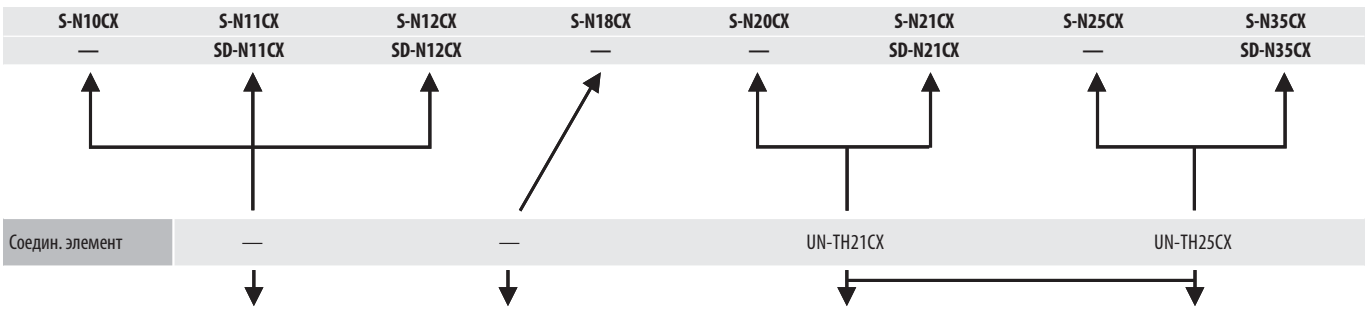 S-N10CX S-N11CX S-N12CX S-N18CX S-N20CX S-N21CX S-N25CX S-N35CX
— SD-N11CX SD-N12CX — — SD-N21CX — SD-N35CX
Соедин. элемент — — UN-TH21CX UN-TH25CX